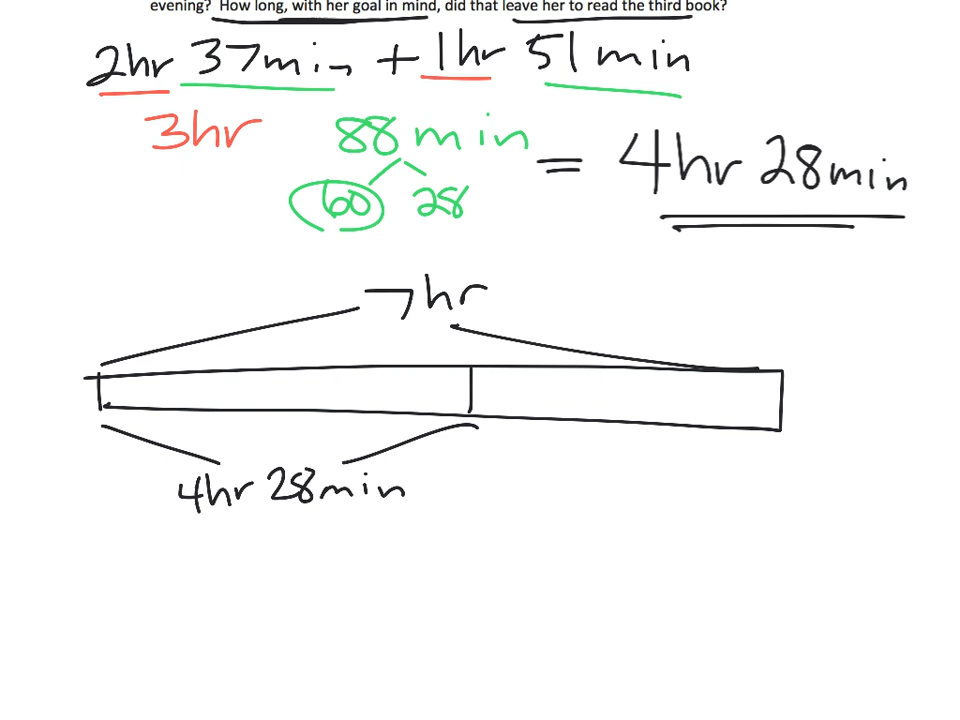 evening? How long, with her goal in mind, did that leave her to read the third book?
2hr 37min + 1hr 51min
3hr 88min
60 28
= 4hr 28min
7hr
4hr 28min